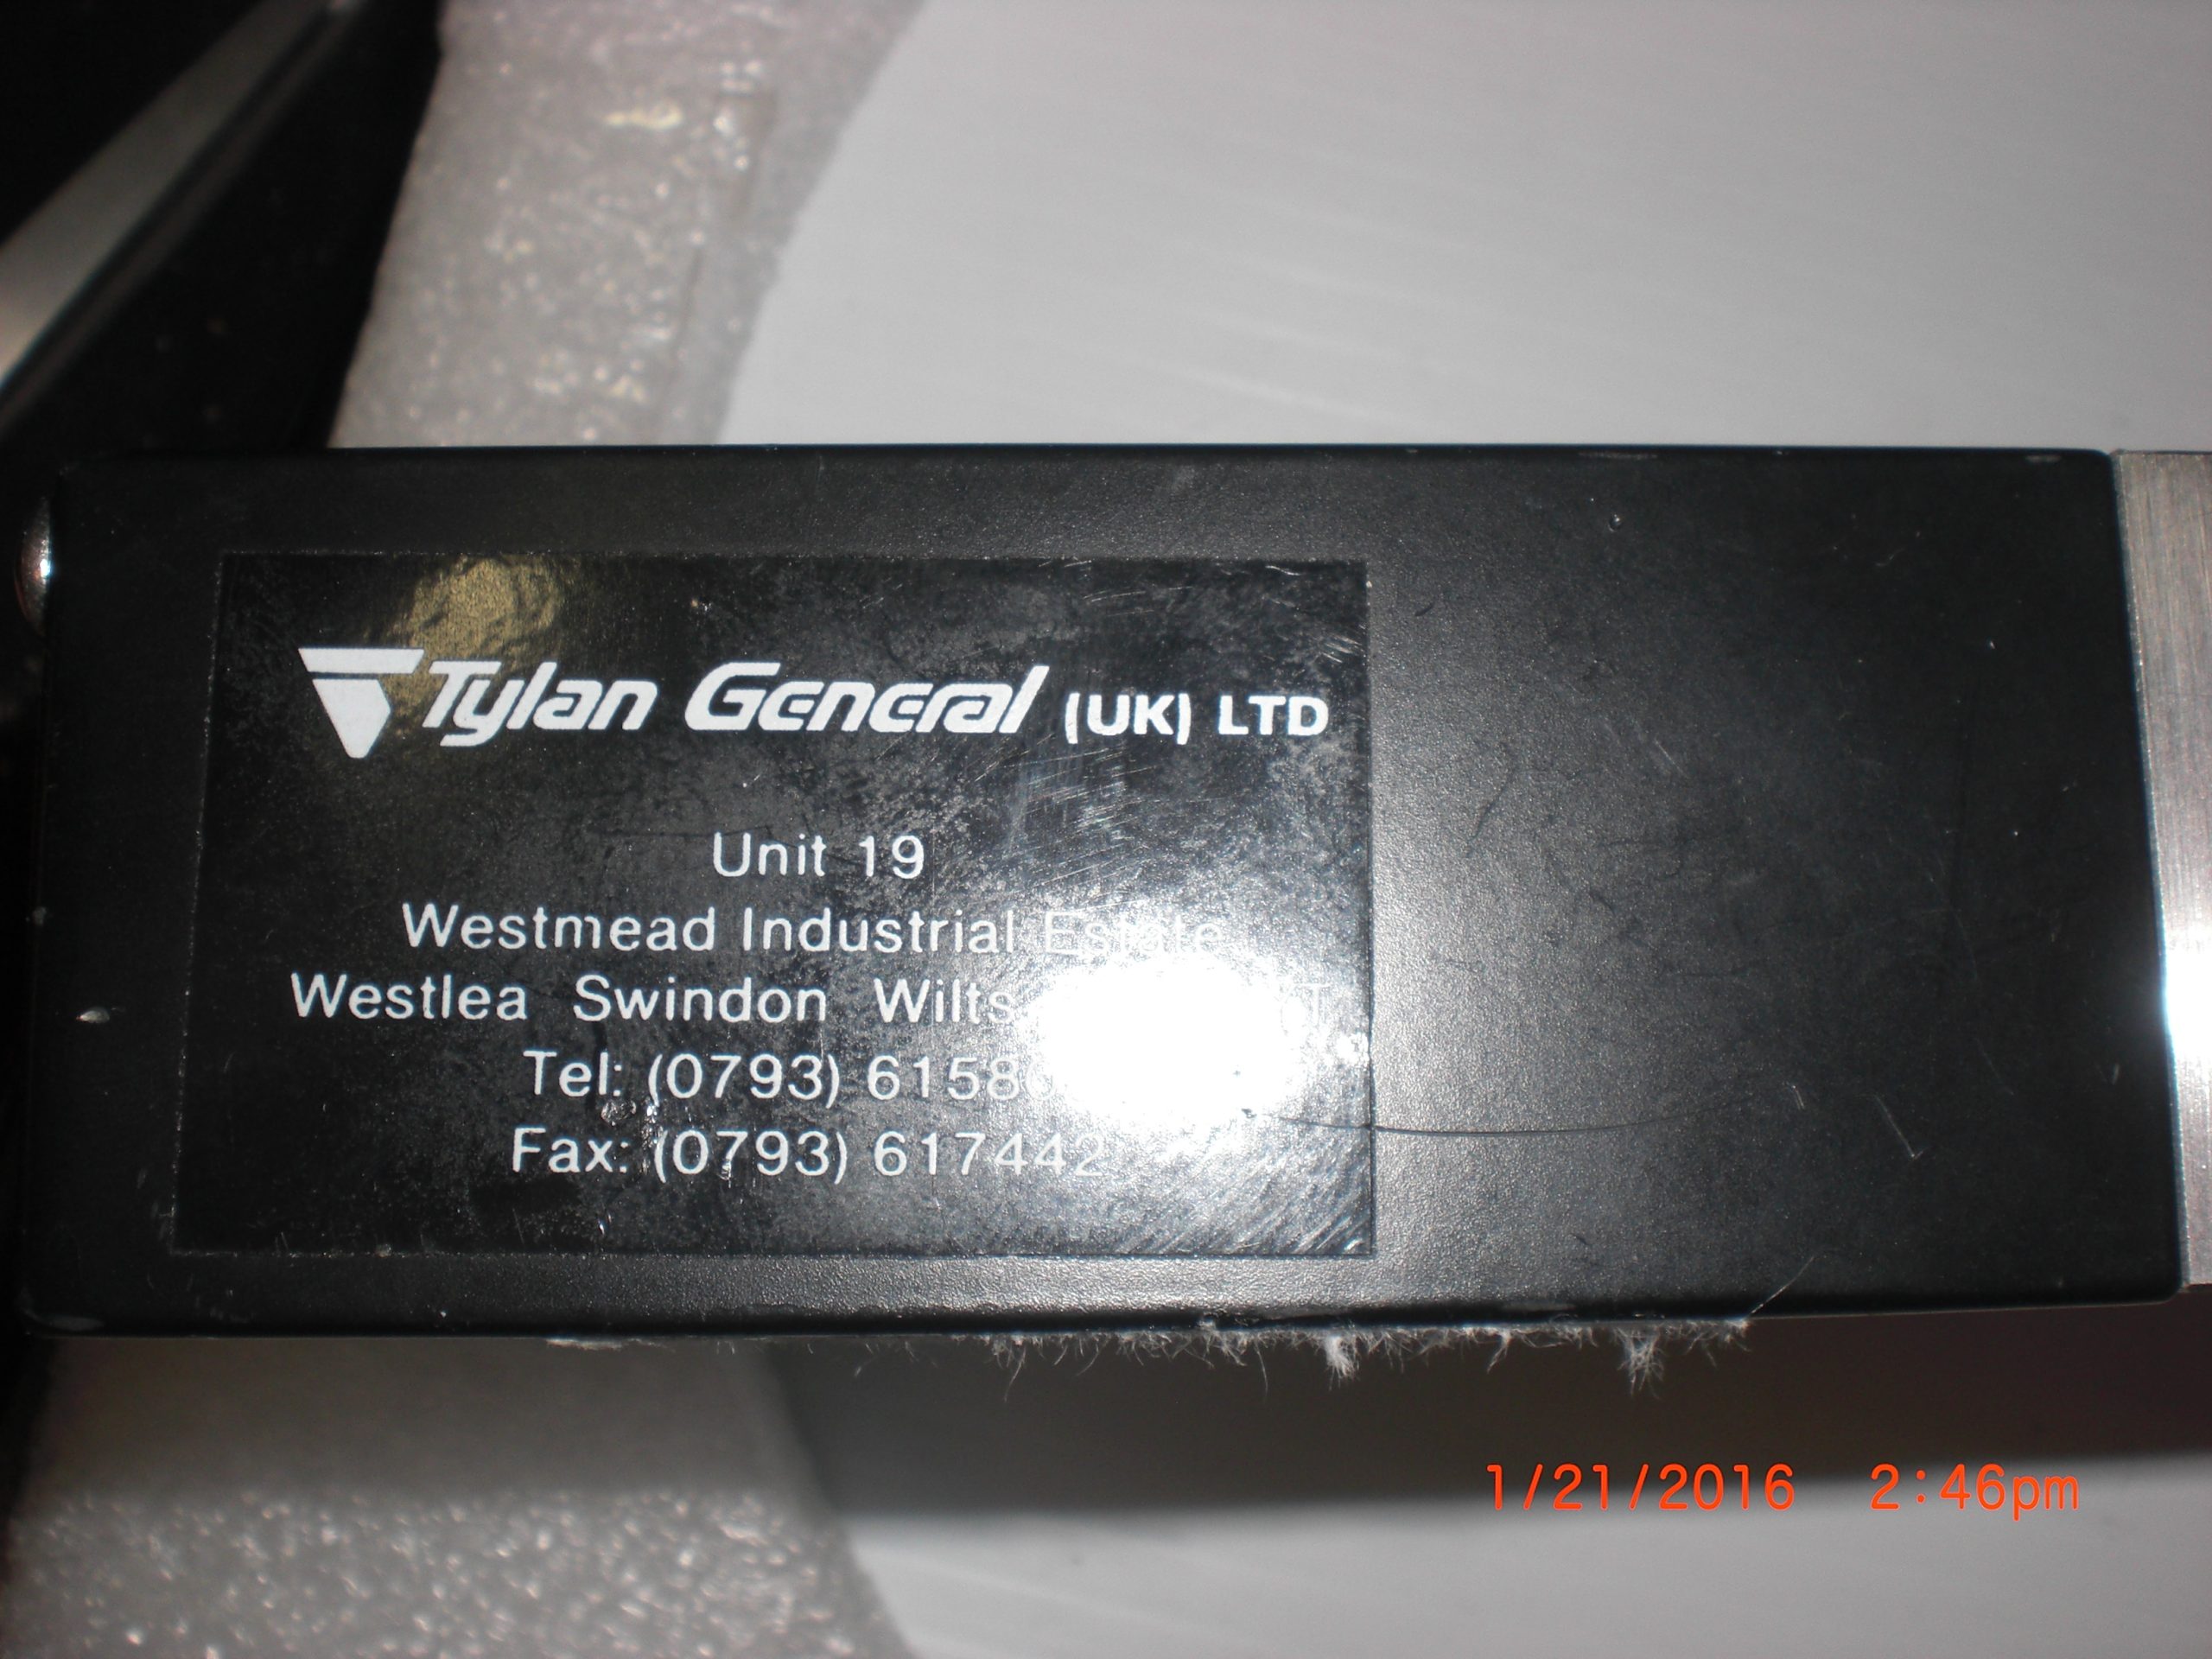 Tylan General (UK) LTD
Unit 19
Westmead Industrial Estate
Westlea Swindon Wilts
Tel: (0793)
Fax: (0793) 617442
1/21/2016 2:46pm